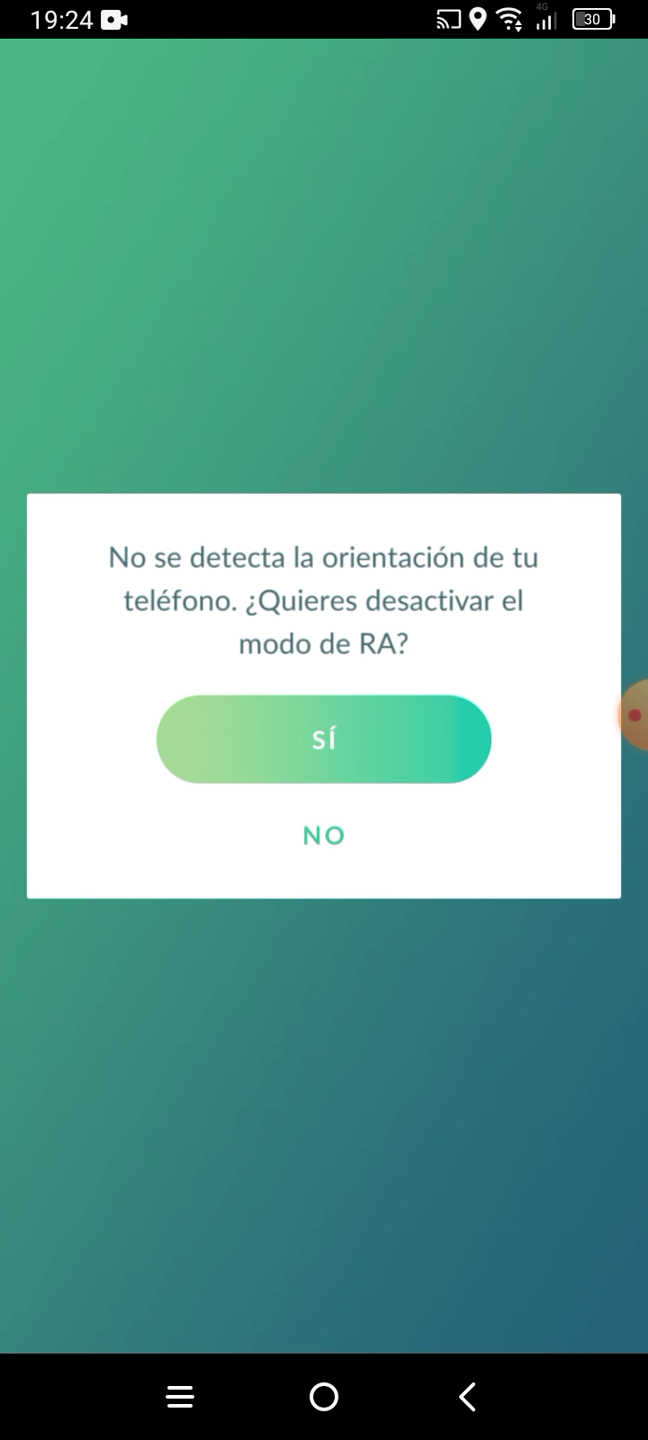 19:24
4G
30
No se detecta la orientación de tu
teléfono. ¿Quieres desactivar el
modo de RA?
SÍ
NO